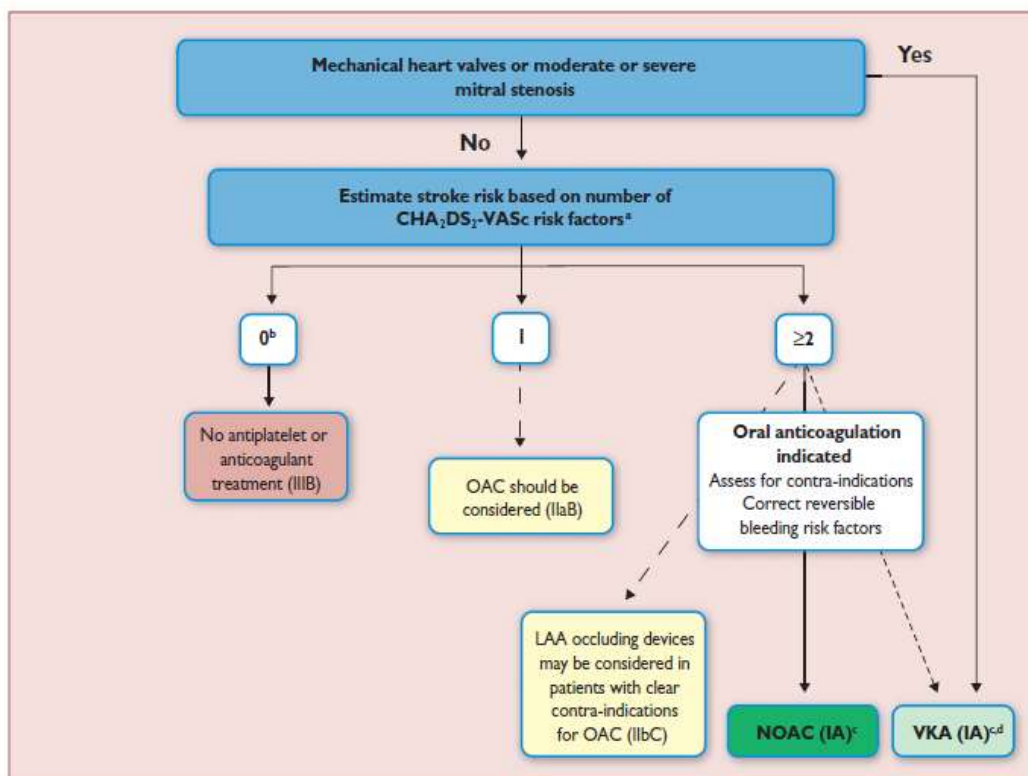 Mechanical heart valves or moderate or severe
mitral stenosis
Yes
No
Estimate stroke risk based on number of
CHA₂DS₂-VASc risk factorsᵃ
0ᵇ
1
≥2
No antiplatelet or
anticoagulant
treatment (IIIB)
OAC should be
considered (IIaB)
Oral anticoagulation
indicated
Assess for contra-indications
Correct reversible
bleeding risk factors
LAA occluding devices
may be considered in
patients with clear
contra-indications
for OAC (IIbC)
NOAC (IA)ᶜ
VKA (IA)ᶜ,ᵈ